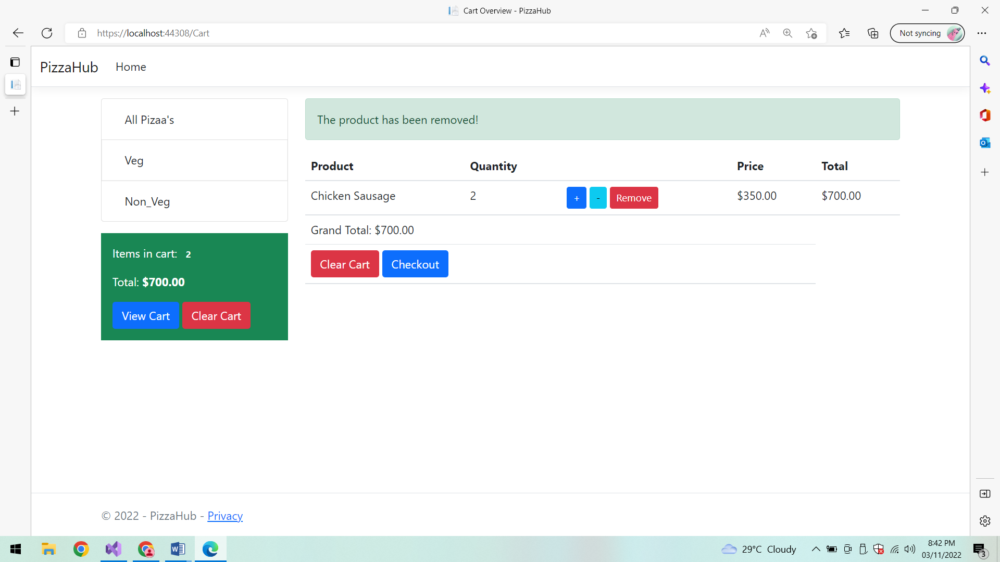 Cart Overview - PizzaHub
https://localhost:44308/Cart
Not syncing
PizzaHub Home
All Pizaa's
Veg
Non_Veg
Items in cart: 2
Total: $700.00
View Cart Clear Cart
The product has been removed!
Product Quantity Price Total
Chicken Sausage 2 + - Remove $350.00 $700.00
Grand Total: $700.00
Clear Cart Checkout
© 2022 - PizzaHub - Privacy
29°C Cloudy
8:42 PM
03/11/2022
3